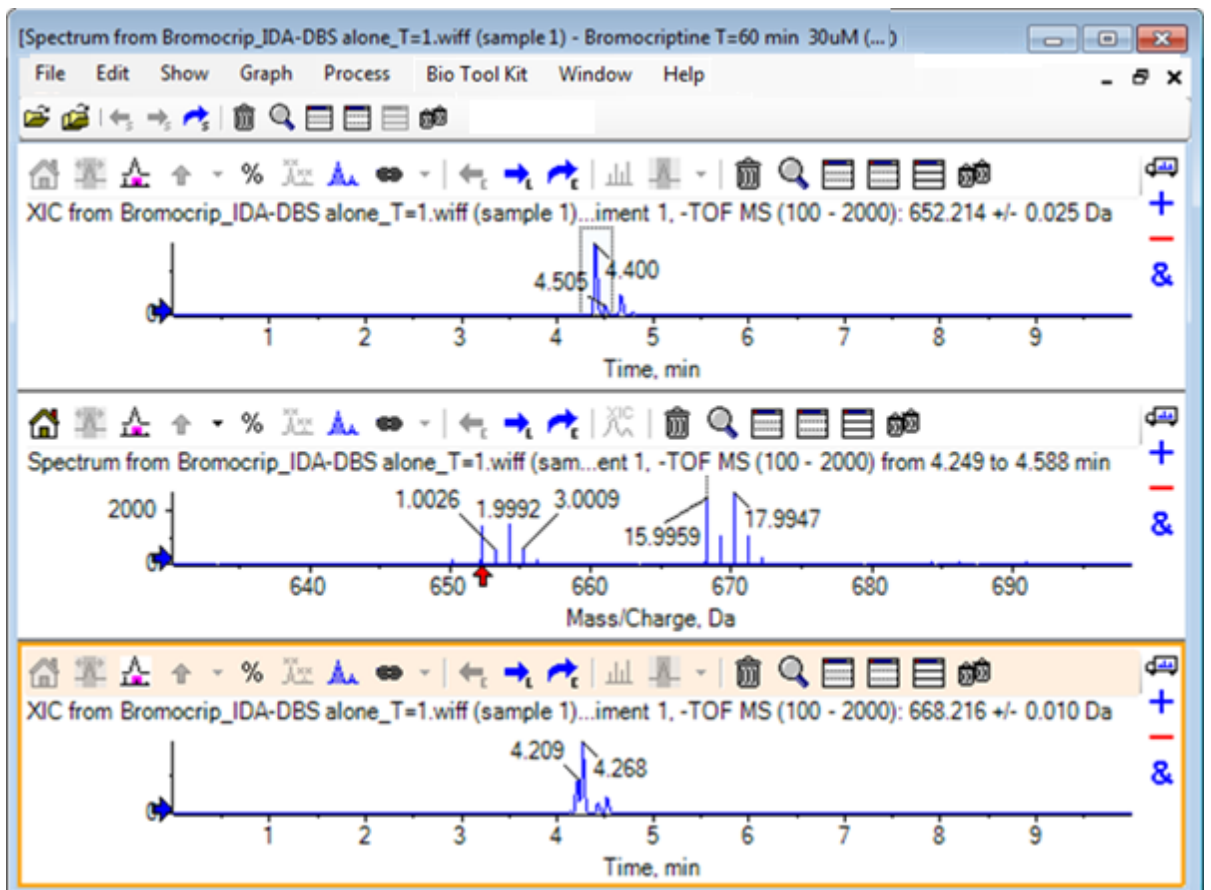 [Spectrum from Bromocrip_IDA-DBS alone_T=1.wiff (sample 1) - Bromocriptine T=60 min 30uM (...)
File Edit Show Graph Process Bio Tool Kit Window Help
%
XIC from Bromocrip_IDA-DBS alone_T=1.wiff (sample 1)...iment 1, -TOF MS (100 - 2000): 652.214 +/- 0.025 Da
&
4.505 4.400
0
1 2 3 4 5 6 7 8 9
Time, min
% XIC
Spectrum from Bromocrip_IDA-DBS alone_T=1.wiff (sam...ent 1, -TOF MS (100 - 2000) from 4.249 to 4.588 min
&
2000 1.0026 1.9992 3.0009 15.9959 17.9947
0
640 650 660 670 680 690
Mass/Charge, Da
%
XIC from Bromocrip_IDA-DBS alone_T=1.wiff (sample 1)...iment 1, -TOF MS (100 - 2000): 668.216 +/- 0.010 Da
&
4.209 4.268
0
1 2 3 4 5 6 7 8 9
Time, min